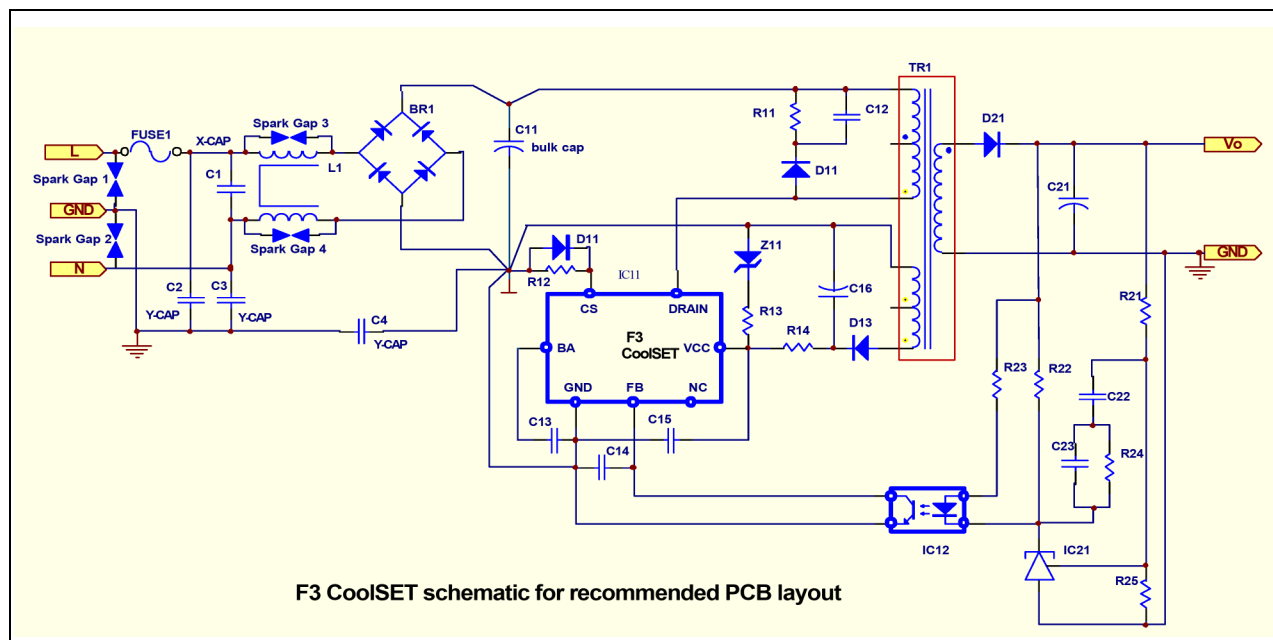 TR1
BR1
R11
C12
FUSE1
Spark Gap 3
X-CAP
C11
bulk cap
D21
L
Vo
L1
C1
D11
Spark Gap 1
C21
GND
Spark Gap 2
Spark Gap 4
D11
Z11
GND
N
R12
IC11
C2
C3
C16
R21
Y-CAP
Y-CAP
C4
Y-CAP
CS
DRAIN
R13
R14
D13
F3
CoolSET
BA
VCC
R23
R22
GND
FB
NC
C22
C13
C15
C14
C23
R24
IC12
IC21
R25
F3 CoolSET schematic for recommended PCB layout